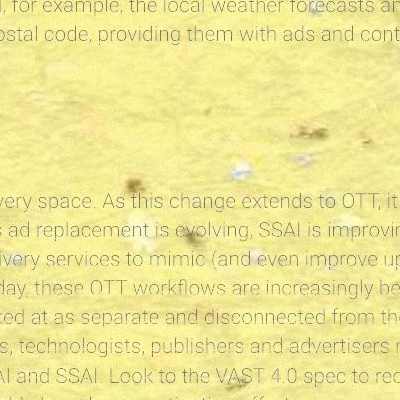 , for example, the local weather forecasts an
ostal code, providing them with ads and cont
very space. As this change extends to OTT, it
s ad replacement is evolving, SSAI is improvin
ivery services to mimic (and even improve up
day, these OTT workflows are increasingly be
ked at as separate and disconnected from the
s, technologists, publishers and advertisers
AI and SSAI. Look to the VAST 4.0 spec to rec